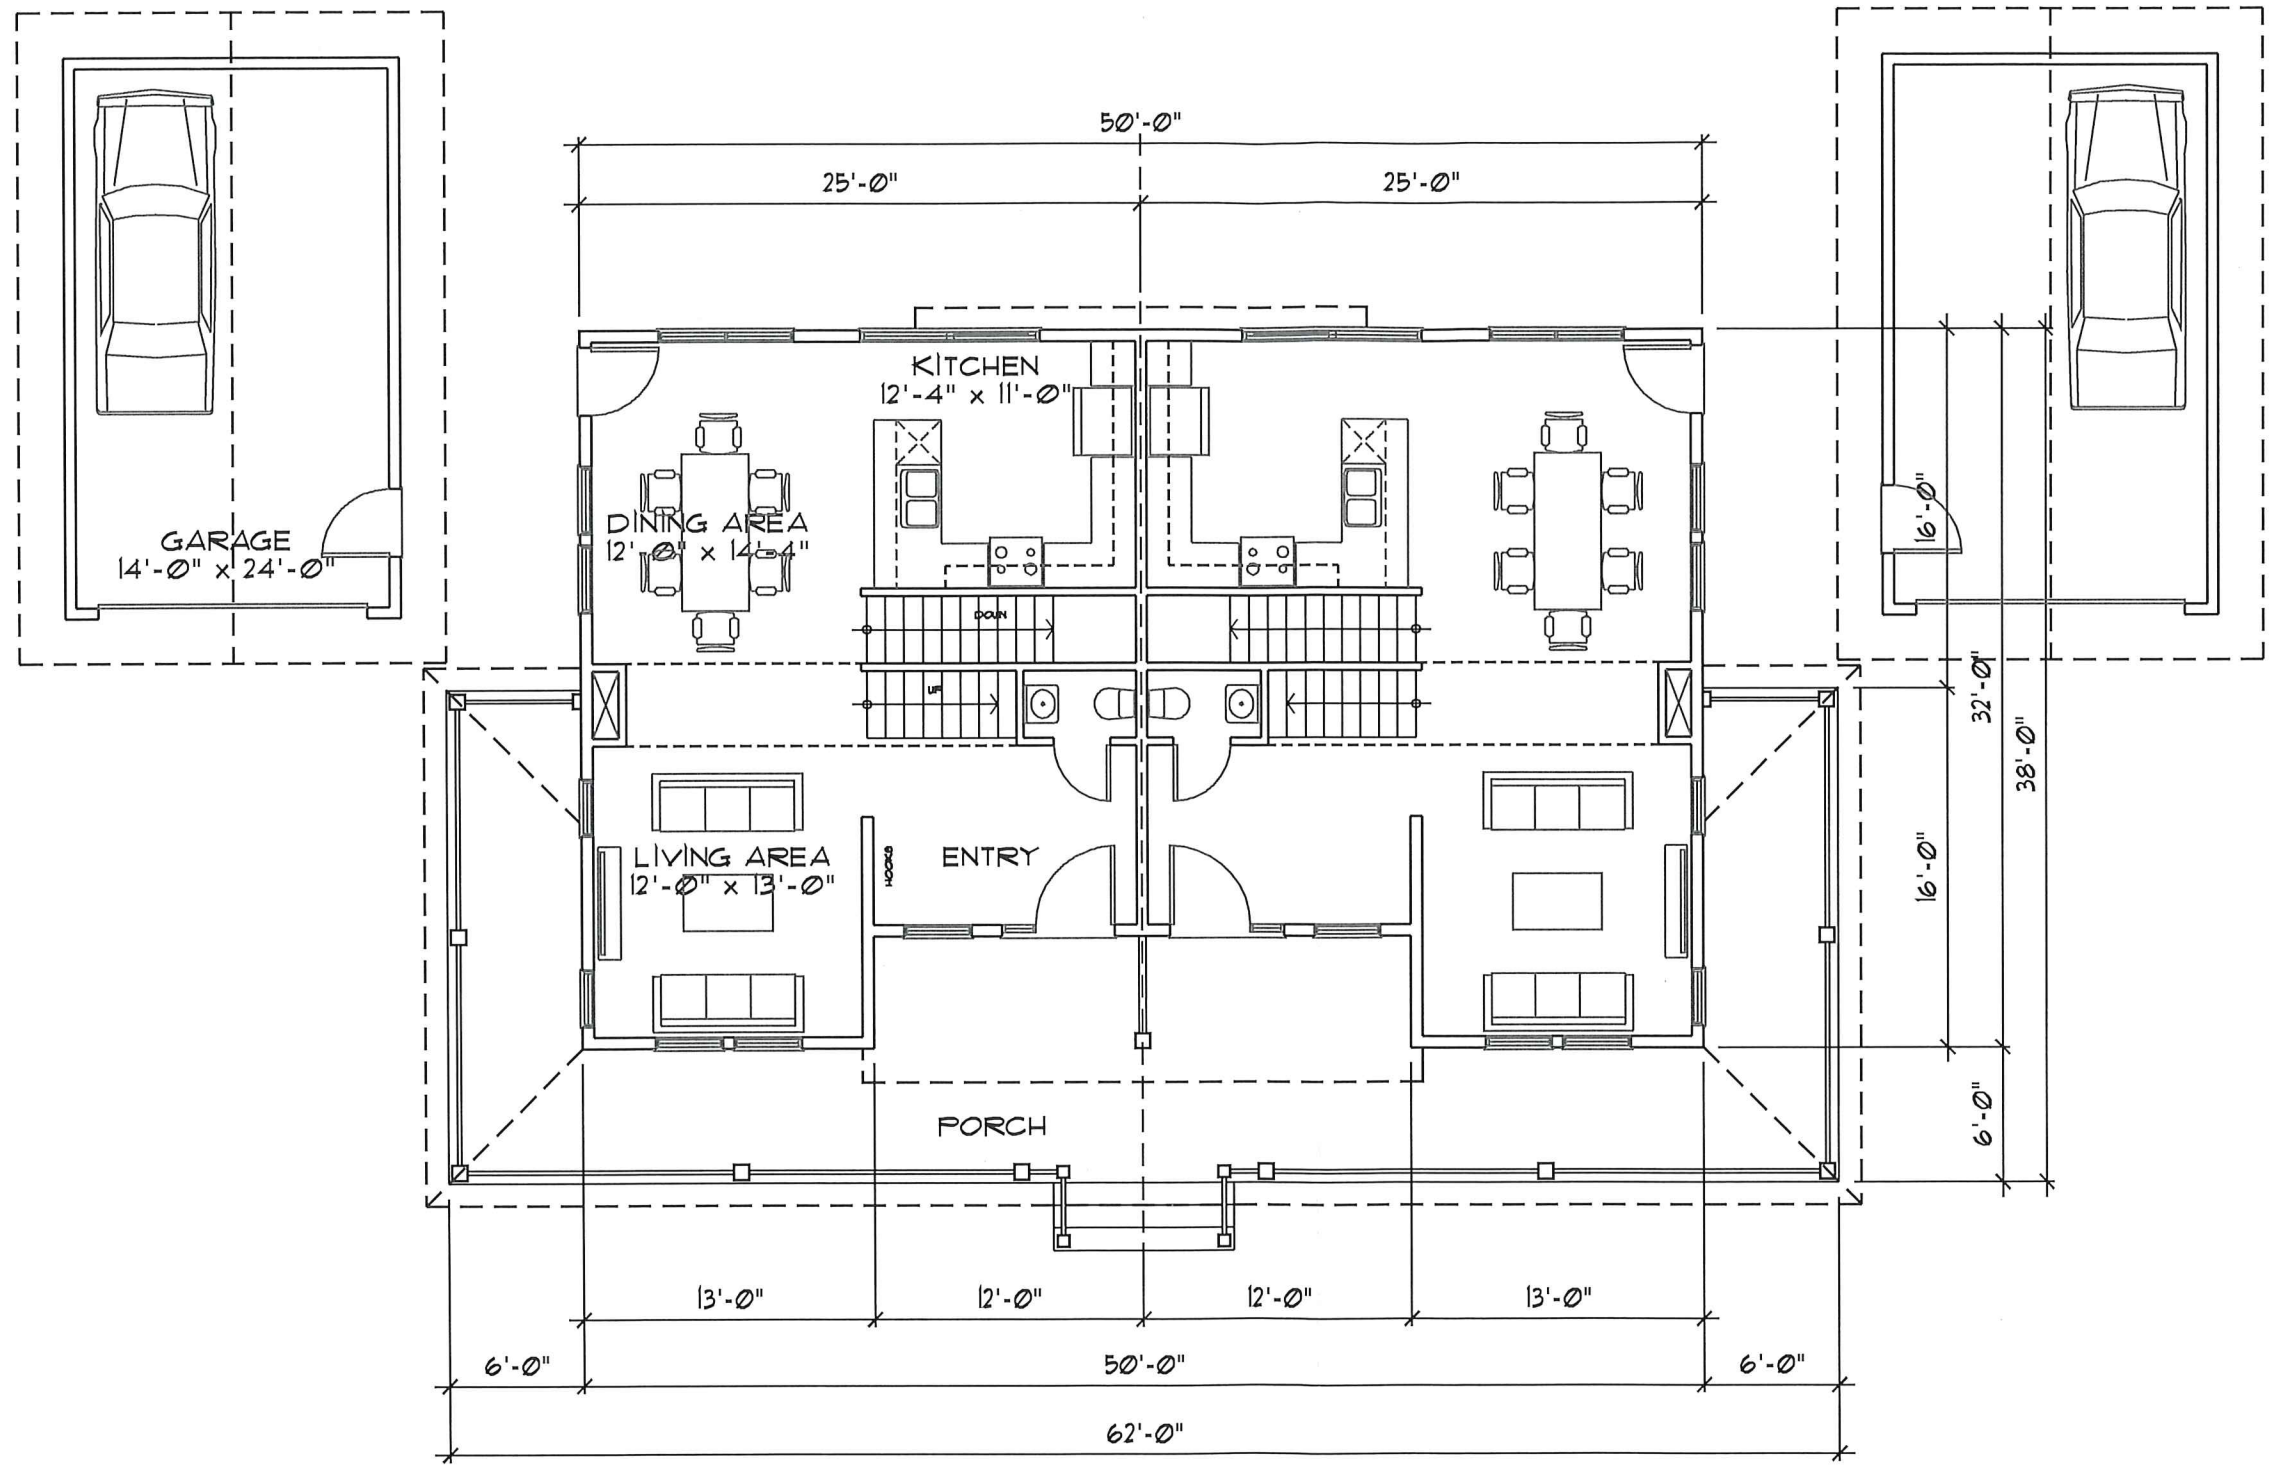 50'-0"
25'-0"
25'-0"
KITCHEN
12'-4" x 11'-0"
DINING AREA
12'-0" x 14'-4"
GARAGE
14'-0" x 24'-0"
16'-0"
DOWN
UP
32'-0"
38'-0"
LIVING AREA
12'-0" x 13'-0"
HOOKS
ENTRY
16'-0"
PORCH
6'-0"
13'-0"
12'-0"
12'-0"
13'-0"
6'-0"
50'-0"
6'-0"
62'-0"